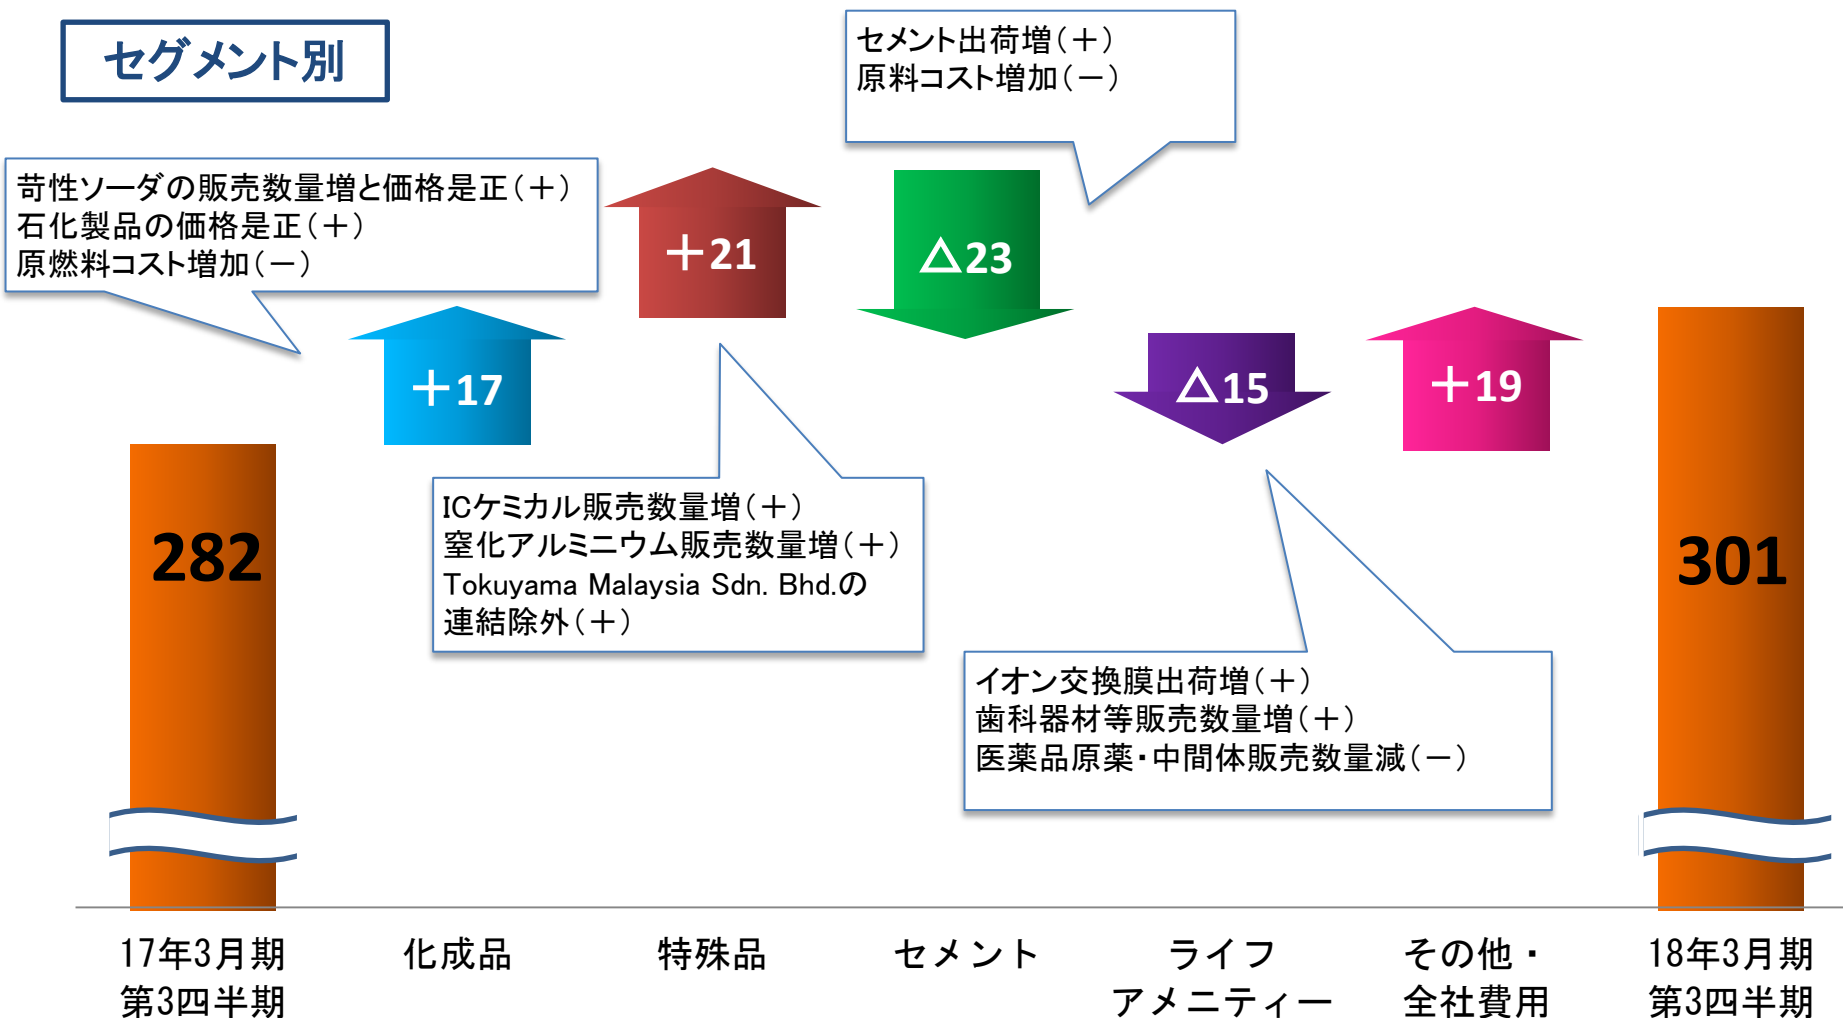 セグメント別
セメント出荷増(＋)
原料コスト増加(－)
苛性ソーダの販売数量増と価格是正(＋)
石化製品の価格是正(＋)
原燃料コスト増加(－)
＋21
△23
＋17
△15
＋19
ICケミカル販売数量増(＋)
窒化アルミニウム販売数量増(＋)
Tokuyama Malaysia Sdn. Bhd.の
連結除外(＋)
282
301
イオン交換膜出荷増(＋)
歯科器材等販売数量増(＋)
医薬品原薬・中間体販売数量減(－)
17年3月期
第3四半期
化成品
特殊品
セメント
ライフ
アメニティー
その他・
全社費用
18年3月期
第3四半期